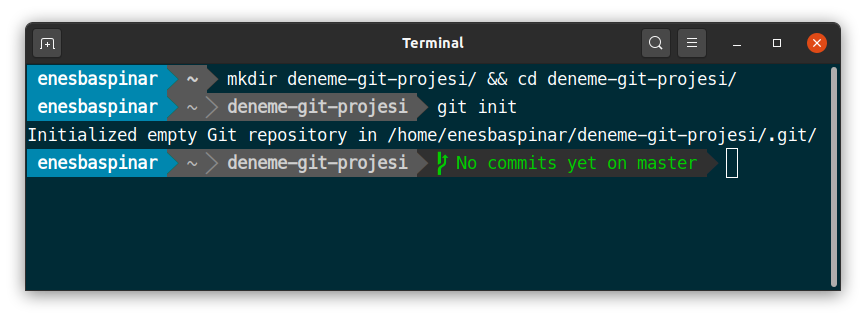 Terminal
enesbaspinar ~ mkdir deneme-git-projesi/ && cd deneme-git-projesi/
enesbaspinar ~ deneme-git-projesi git init
Initialized empty Git repository in /home/enesbaspinar/deneme-git-projesi/.git/
enesbaspinar ~ deneme-git-projesi No commits yet on master